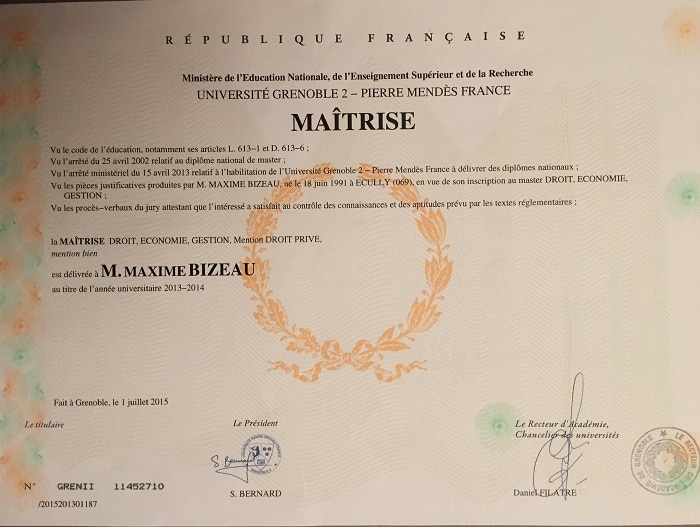 RÉPUBLIQUE FRANÇAISE
Ministère de l'Education Nationale, de l'Enseignement Supérieur et de la Recherche
UNIVERSITÉ GRENOBLE 2 – PIERRE MENDÈS FRANCE
MAÎTRISE
Vu le code de l'éducation, notamment ses articles L. 613–1 et D. 613–6 ;
Vu l'arrêté du 25 avril 2002 relatif au diplôme national de master ;
Vu l'arrêté ministériel du 15 avril 2013 relatif à l'habilitation de l'Université Grenoble 2 – Pierre Mendès France à délivrer des diplômes nationaux ;
Vu les pièces justificatives produites par M. MAXIME BIZEAU, né le 18 juin 1991 à ECULLY (069), en vue de son inscription au master DROIT, ECONOMIE,
GESTION ;
Vu les procès–verbaux du jury attestant que l'intéressé a satisfait au contrôle des connaissances et des aptitudes prévu par les textes réglementaires ;
la MAÎTRISE DROIT, ECONOMIE, GESTION, Mention DROIT PRIVE,
mention bien
est délivrée à M. MAXIME BIZEAU
au titre de l'année universitaire 2013–2014
Fait à Grenoble, le 1 juillet 2015
Le titulaire
Le Président
Le Recteur d'Académie,
Chancelier des universités
S. Bernard
S. BERNARD
Daniel FILATRE
N° GRENII 11452710
/2015201301187